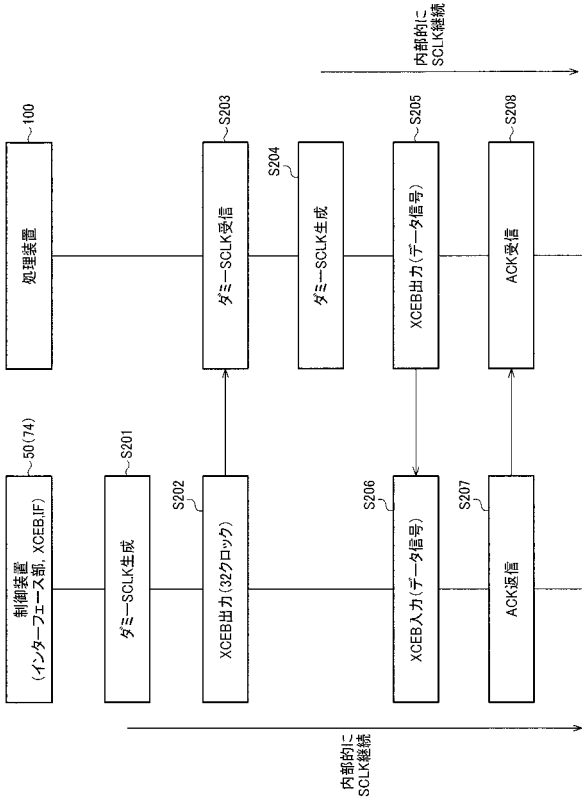 制御装置
(インターフェース部, XCEB,IF)
50(74)
処理装置
100
ダミーSCLK生成
S201
XCEB出力(32クロック)
S202
ダミーSCLK受信
S203
ダミーSCLK生成
S204
XCEB出力(データ信号)
S205
XCEB入力(データ信号)
S206
ACK返信
S207
ACK受信
S208
内部的に
SCLK継続
内部的に
SCLK継続